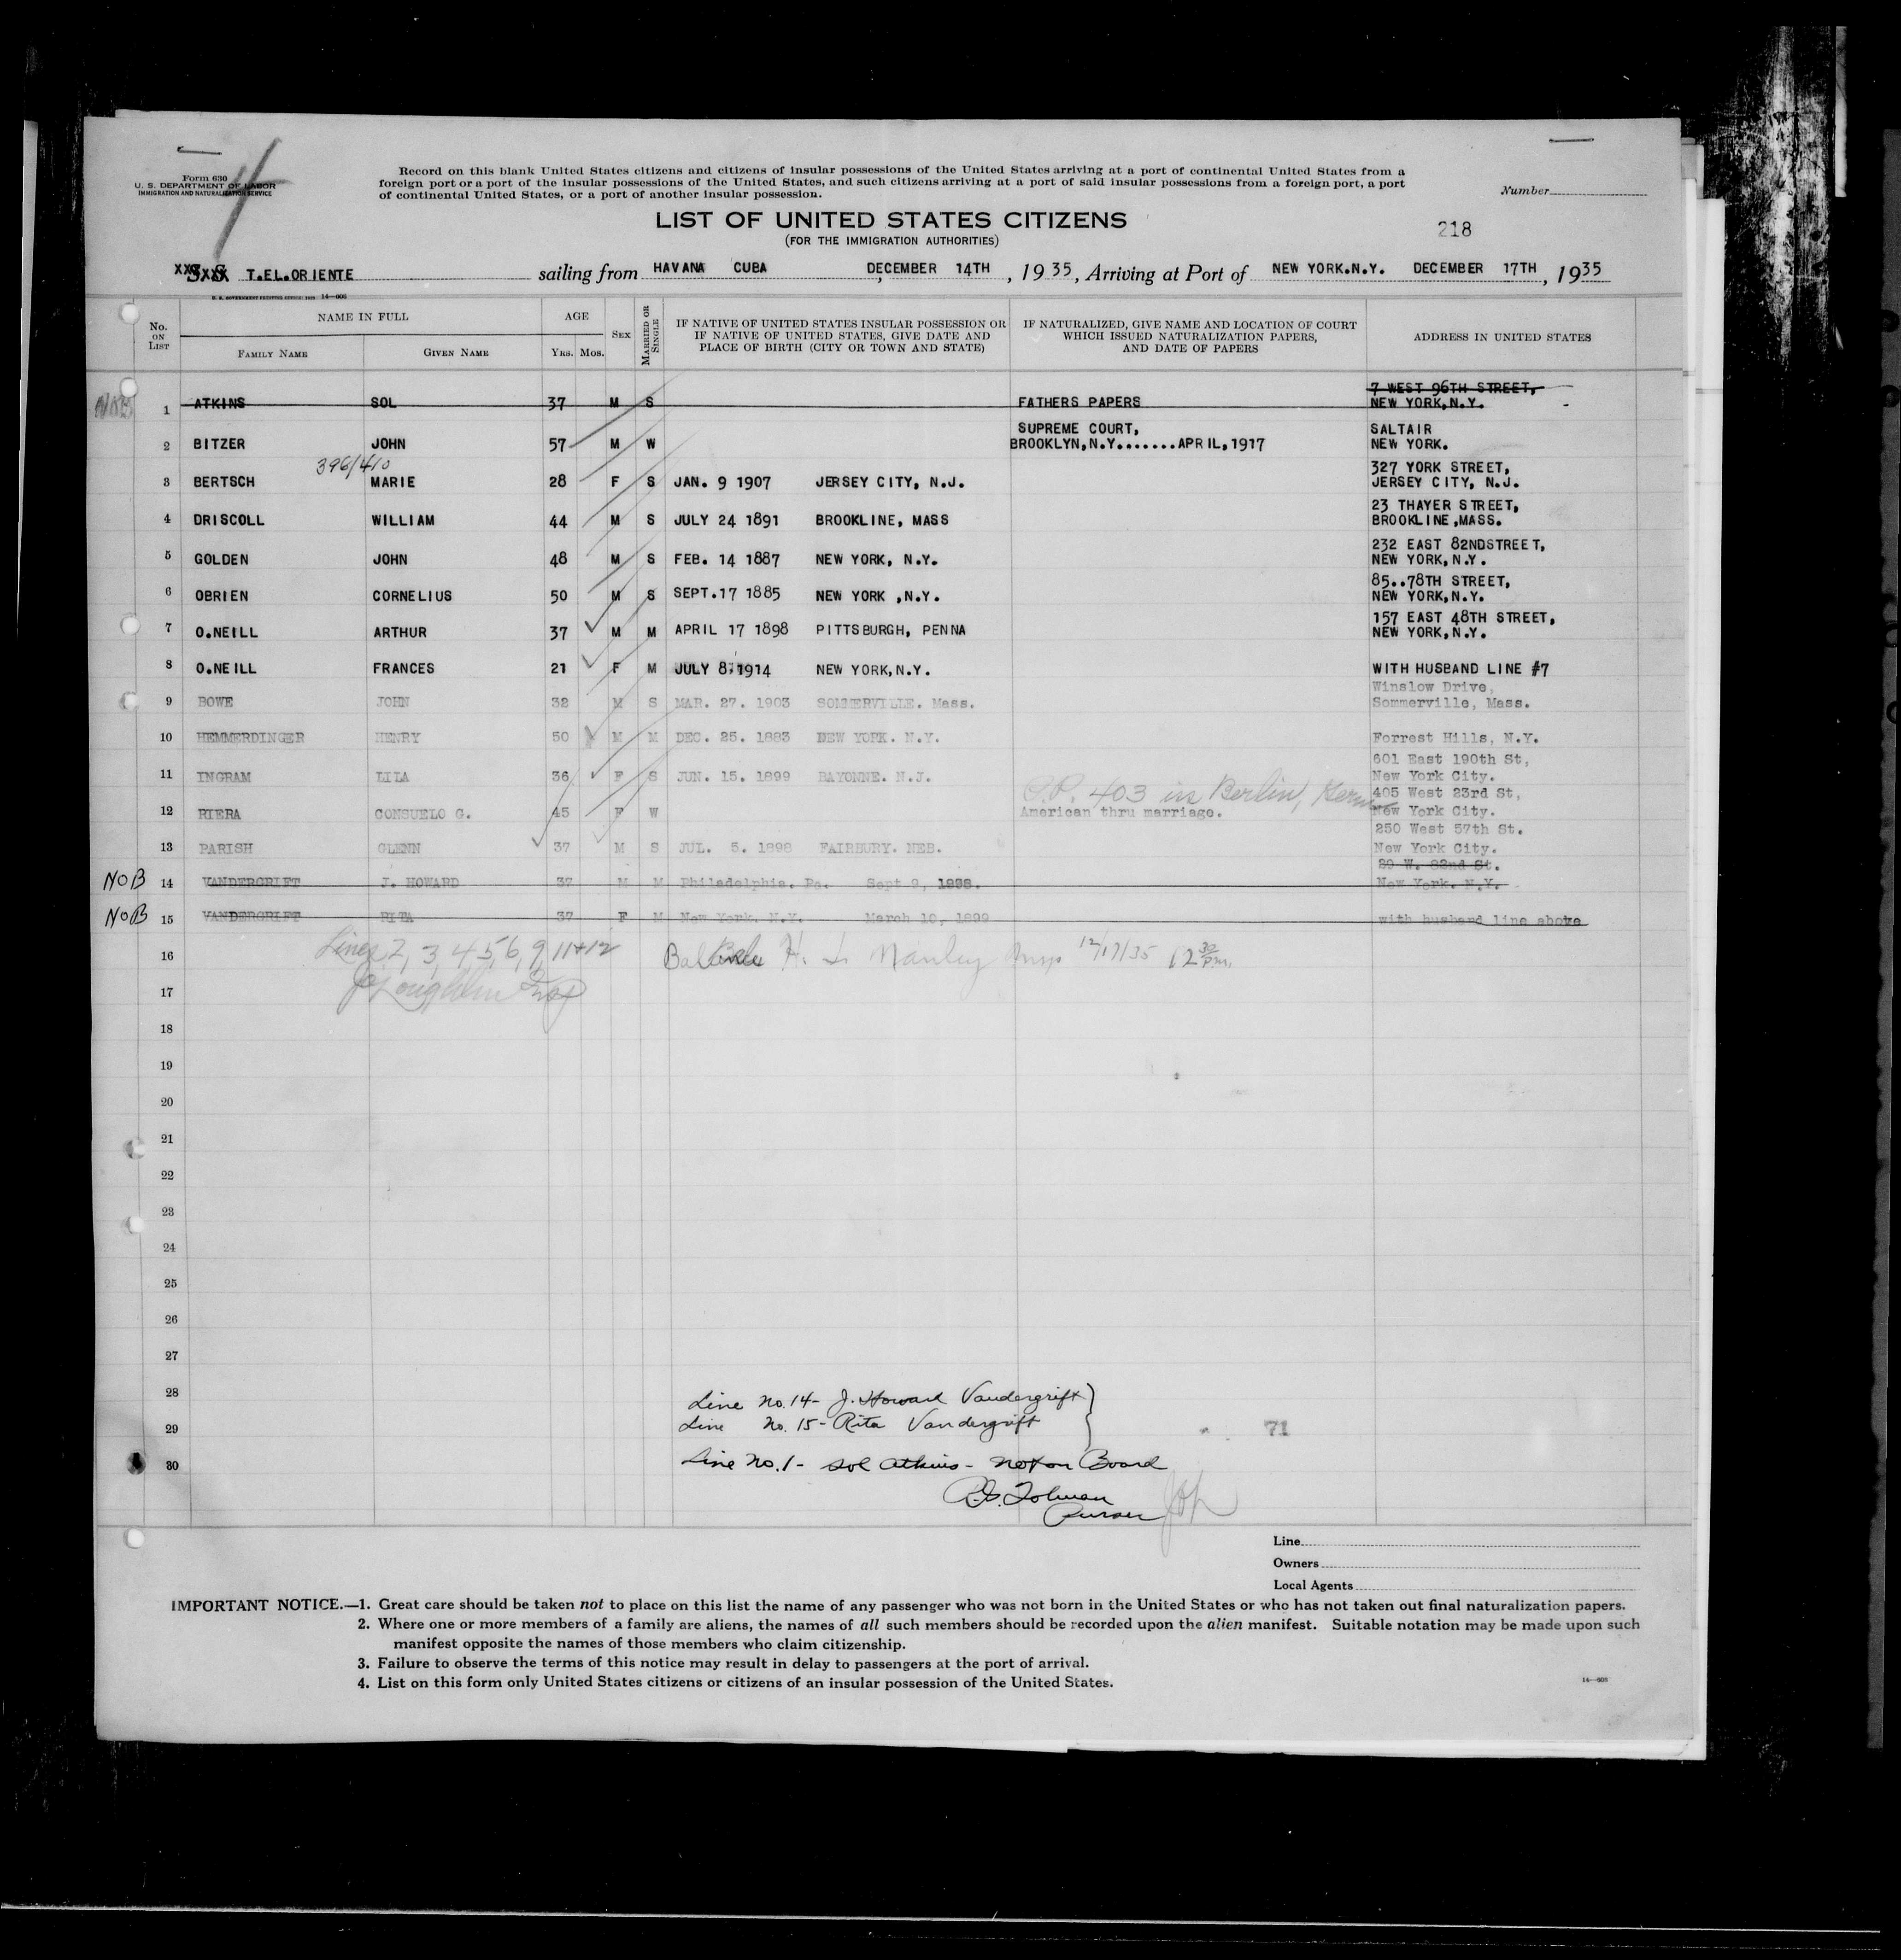 Form 630
U. S. DEPARTMENT OF LABOR
IMMIGRATION AND NATURALIZATION SERVICE
Record on this blank United States citizens and citizens of insular possessions of the United States arriving at a port of continental United States from a
foreign port or a port of the insular possessions of the United States, and such citizens arriving at a port of said insular possessions from a foreign port, a port
of continental United States, or a port of another insular possession.
Number
LIST OF UNITED STATES CITIZENS
(FOR THE IMMIGRATION AUTHORITIES)
218
S. S. T.EL.ORIENTE sailing from HAVANA CUBA DECEMBER 14TH, 1935, Arriving at Port of NEW YORK.N.Y. DECEMBER 17TH, 1935
U. S. GOVERNMENT PRINTING OFFICE: 1929 14—606
No. ON LIST
NAME IN FULL
FAMILY NAME GIVEN NAME
AGE
YRS. MOS.
SEX
MARRIED OR SINGLE
IF NATIVE OF UNITED STATES INSULAR POSSESSION OR
IF NATIVE OF UNITED STATES, GIVE DATE AND
PLACE OF BIRTH (CITY OR TOWN AND STATE)
IF NATURALIZED, GIVE NAME AND LOCATION OF COURT
WHICH ISSUED NATURALIZATION PAPERS,
AND DATE OF PAPERS
ADDRESS IN UNITED STATES
7 WEST 96TH STREET,
1 ATKINS SOL 37 M S FATHERS PAPERS NEW YORK,N.Y.
SUPREME COURT, SALTAIR
2 BITZER JOHN 57 M W BROOKLYN,N.Y.......APRIL,1917 NEW YORK.
396/410 327 YORK STREET,
3 BERTSCH MARIE 28 F S JAN. 9 1907 JERSEY CITY, N.J. JERSEY CITY, N.J.
23 THAYER STREET,
4 DRISCOLL WILLIAM 44 M S JULY 24 1891 BROOKLINE, MASS BROOKLINE,MASS.
232 EAST 82NDSTREET,
5 GOLDEN JOHN 48 M S FEB. 14 1887 NEW YORK, N.Y. NEW YORK,N.Y.
85..78TH STREET,
6 OBRIEN CORNELIUS 50 M S SEPT.17 1885 NEW YORK ,N.Y. NEW YORK,N.Y.
157 EAST 48TH STREET,
7 O.NEILL ARTHUR 37 M M APRIL 17 1898 PITTSBURGH, PENNA NEW YORK,N.Y.
8 O.NEILL FRANCES 21 F M JULY 8,1914 NEW YORK,N.Y. WITH HUSBAND LINE #7
Winslow Drive,
9 BOWE JOHN 32 M S MAR. 27. 1903 SOMMERVILLE. Mass. Sommerville, Mass.
10 HEMMERDINGER HENRY 50 M M DEC. 25. 1883 NEW YORK. N.Y. Forrest Hills, N.Y.
601 East 190th St,
11 INGRAM LILA 36 F S JUN. 15. 1899 BAYONNE. N.J. New York City.
403 in Berlin, 405 West 23rd St,
12 RIERA CONSUELO G. 45 F W American thru marriage. New York City.
250 West 57th St.
13 PARISH GLENN 37 M S JUL. 5. 1898 FAIRBURY. NEB. New York City.
29 W. 82nd St.
NOB 14 VANDERGRIFT J. HOWARD 37 M M Philadelphia. Pa. Sept 9, 1898. New York. N.Y.
NOB 15 VANDERGRIFT RITA 37 F M New York. N.Y. March 10, 1899 with husband line above
16 Lines 2, 3, 4 5, 6, 9, 11+12 Balance H. Manley Insp 12/17/35 12 30 P.M.
17
18
19
20
21
22
23
24
25
26
27
28 Line No. 14- J. Howard Vandergrift
29 Line No. 15- Rita Vandergrift 71
30 Line No. 1- Sol Atkins- not on Board
Tolman
Purser
Line
Owners
Local Agents
IMPORTANT NOTICE.—1. Great care should be taken not to place on this list the name of any passenger who was not born in the United States or who has not taken out final naturalization papers.
2. Where one or more members of a family are aliens, the names of all such members should be recorded upon the alien manifest. Suitable notation may be made upon such
manifest opposite the names of those members who claim citizenship.
3. Failure to observe the terms of this notice may result in delay to passengers at the port of arrival.
4. List on this form only United States citizens or citizens of an insular possession of the United States.
14—606